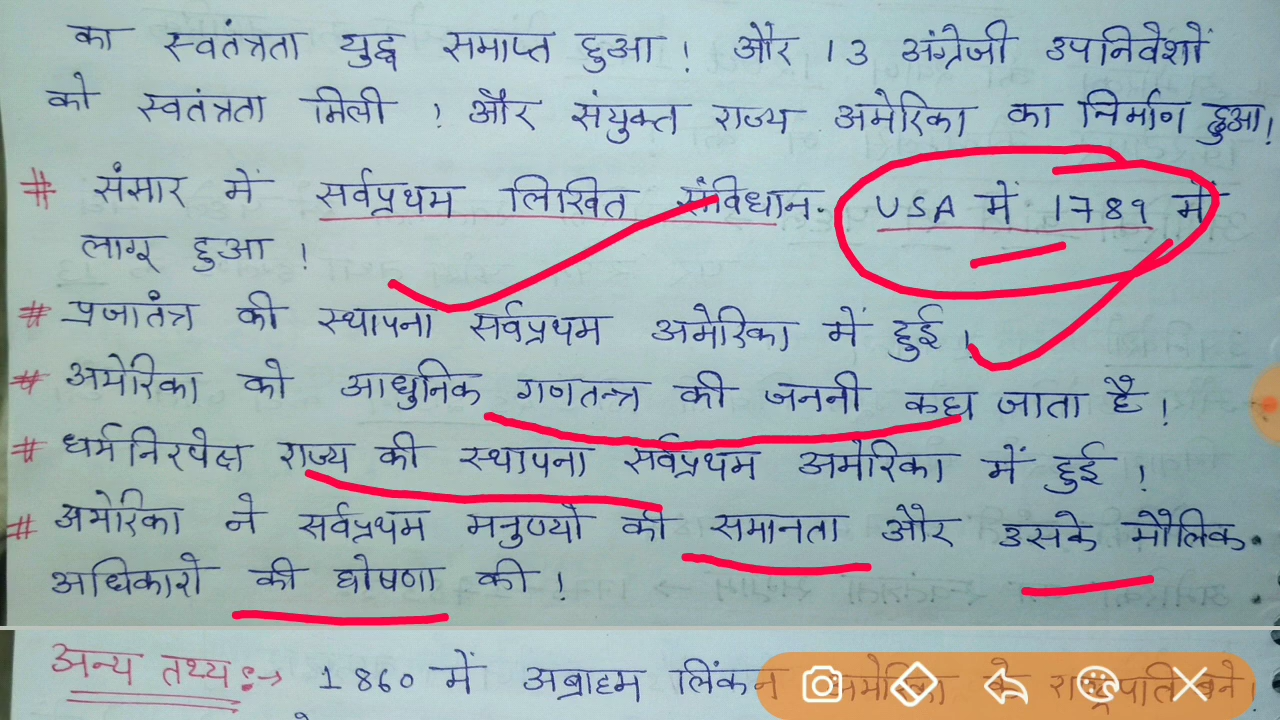 का स्वतंत्रता युद्ध समाप्त हुआ ! और 13 अंग्रेजी उपनिवेशों
को स्वतंत्रता मिली ! और संयुक्त राज्य अमेरिका का निर्माण हुआ!
# संसार में सर्वप्रथम लिखित संविधान. USA में 1789 में
लागू हुआ !
# प्रजातंत्र की स्थापना सर्वप्रथम अमेरिका में हुई !
# अमेरिका को आधुनिक गणतन्त्र की जननी कहा जाता है !
# धर्मनिरपेक्ष राज्य की स्थापना सर्वप्रथम अमेरिका में हुई !
# अमेरिका ने सर्वप्रथम मनुष्यो की समानता और उसके मौलिक
अधिकारो की घोषणा की !
अन्य तथ्य :-> 1860 में अब्राहम लिंकन अमेरिका के राष्ट्रपति बने !